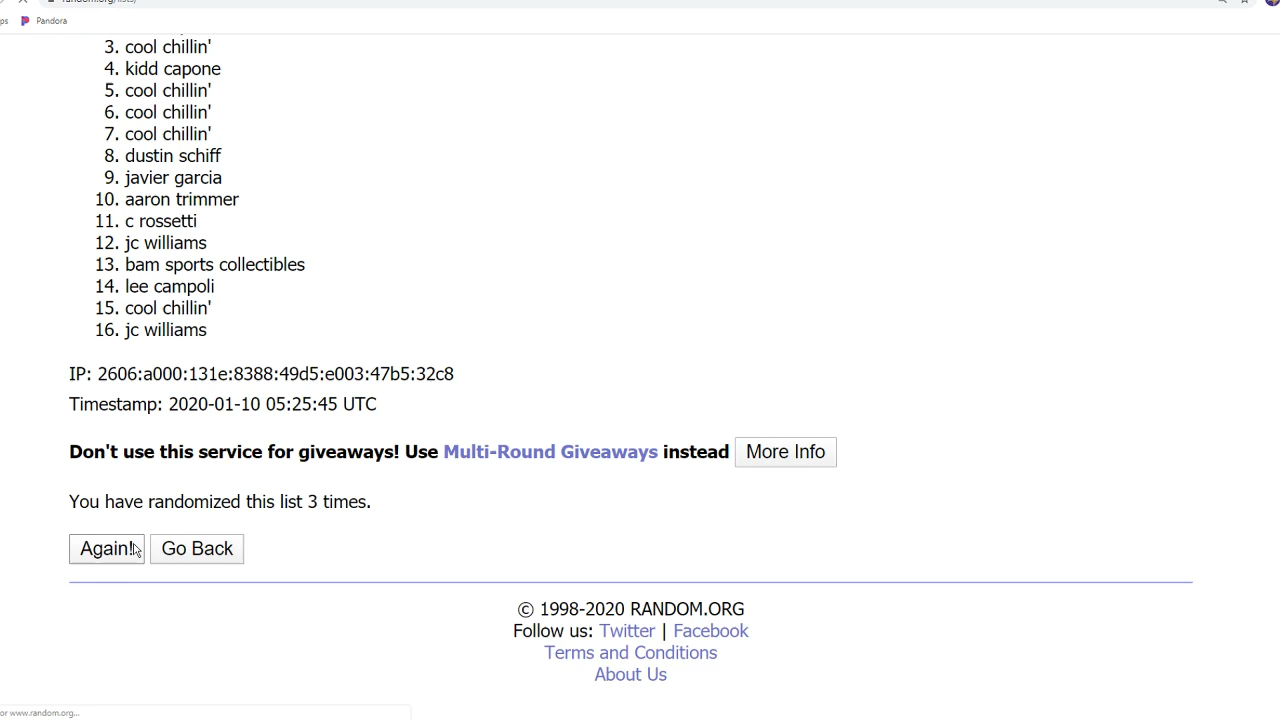 Pandora
3. cool chillin'
4. kidd capone
5. cool chillin'
6. cool chillin'
7. cool chillin'
8. dustin schiff
9. javier garcia
10. aaron trimmer
11. c rossetti
12. jc williams
13. bam sports collectibles
14. lee campoli
15. cool chillin'
16. jc williams
IP: 2606:a000:131e:8388:49d5:e003:47b5:32c8
Timestamp: 2020-01-10 05:25:45 UTC
Don't use this service for giveaways! Use Multi-Round Giveaways instead More Info
You have randomized this list 3 times.
Again! Go Back
© 1998-2020 RANDOM.ORG
Follow us: Twitter | Facebook
Terms and Conditions
About Us
or www.random.org...